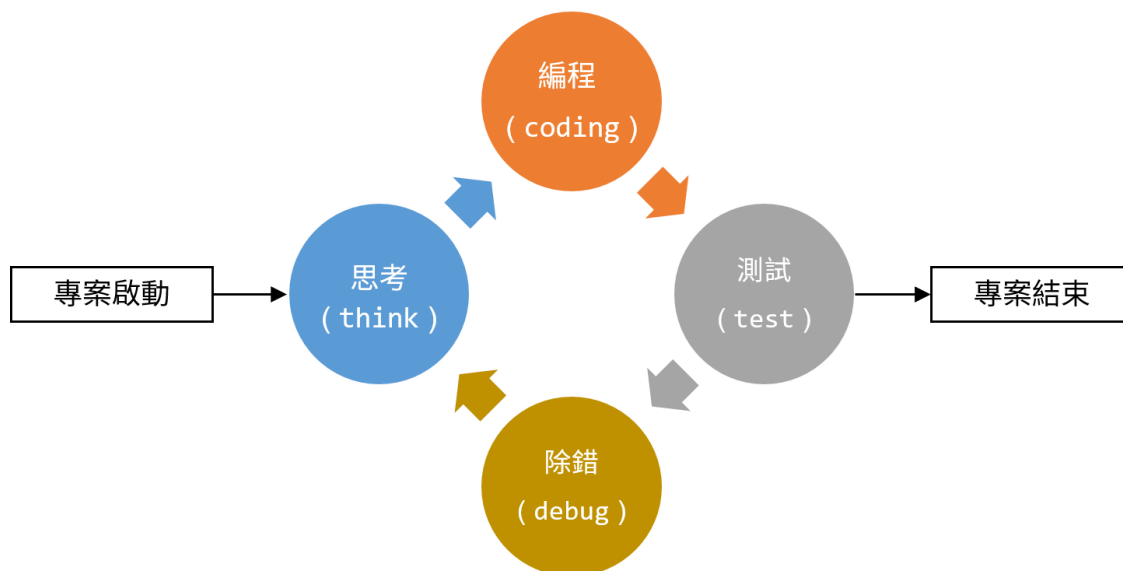 編程
(coding)
專案啟動
思考
(think)
測試
(test)
專案結束
除錯
(debug)